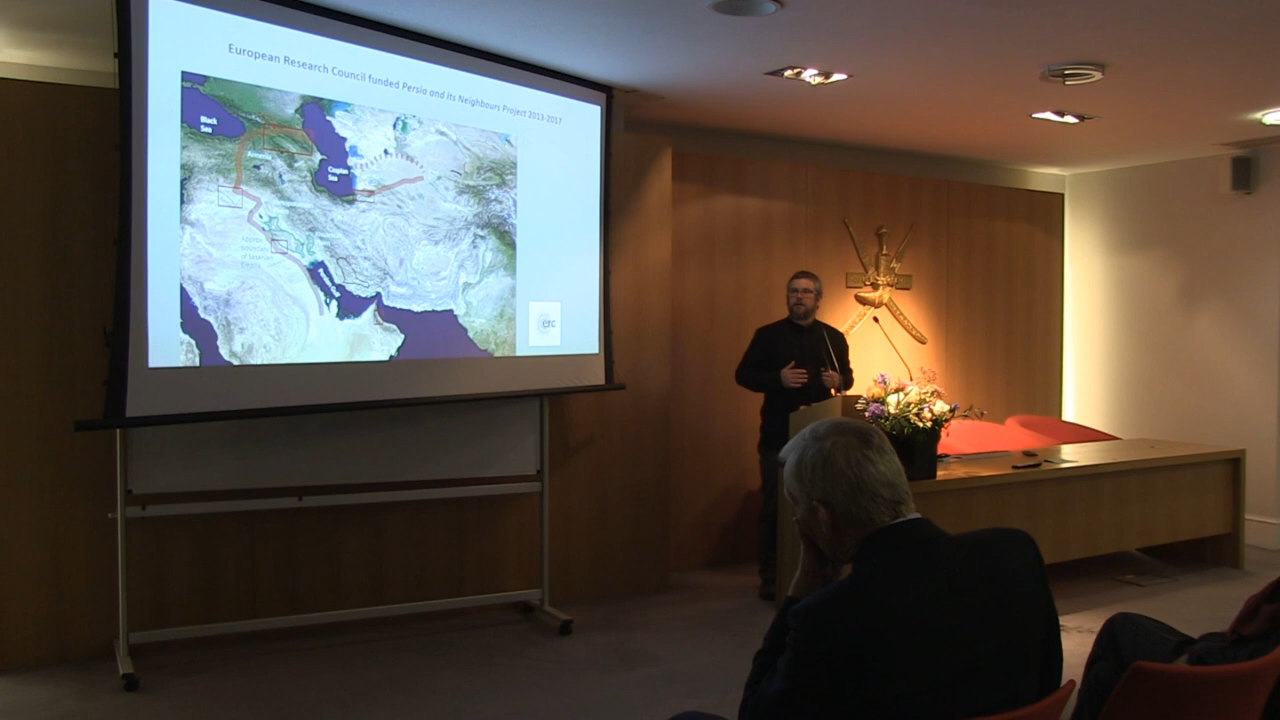 European Research Council funded Persia and its Neighbours Project 2013-2017
Black
Sea
Caspian
Sea
erc